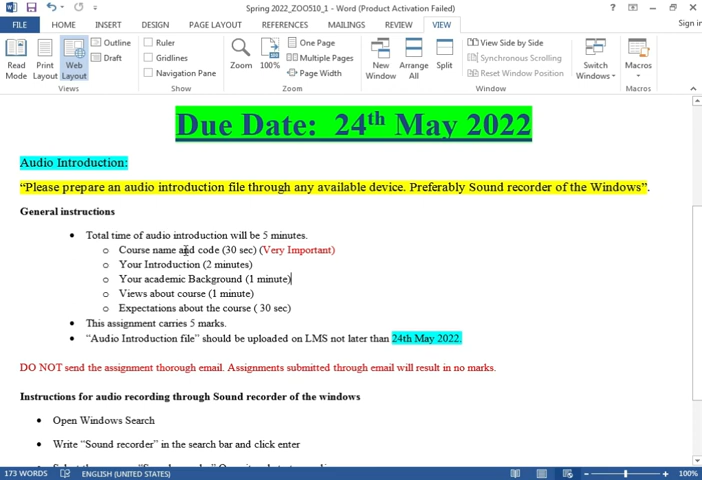 Spring 2022_ZOO510_1 - Word (Product Activation Failed)
FILE HOME INSERT DESIGN PAGE LAYOUT REFERENCES MAILINGS REVIEW VIEW Sign in
Read Mode
Print Layout
Web Layout
Outline
Draft
Views
Ruler
Gridlines
Navigation Pane
Show
Zoom
100%
One Page
Multiple Pages
Page Width
Zoom
New Window
Arrange All
Split
View Side by Side
Synchronous Scrolling
Reset Window Position
Window
Switch Windows
Macros
Macros
Due Date: 24th May 2022
Audio Introduction:
“Please prepare an audio introduction file through any available device. Preferably Sound recorder of the Windows”.
General instructions
• Total time of audio introduction will be 5 minutes.
o Course name and code (30 sec) (Very Important)
o Your Introduction (2 minutes)
o Your academic Background (1 minute)
o Views about course (1 minute)
o Expectations about the course ( 30 sec)
• This assignment carries 5 marks.
• “Audio Introduction file” should be uploaded on LMS not later than 24th May 2022.
DO NOT send the assignment thorough email. Assignments submitted through email will result in no marks.
Instructions for audio recording through Sound recorder of the windows
• Open Windows Search
• Write “Sound recorder” in the search bar and click enter
173 WORDS ENGLISH (UNITED STATES) 100%